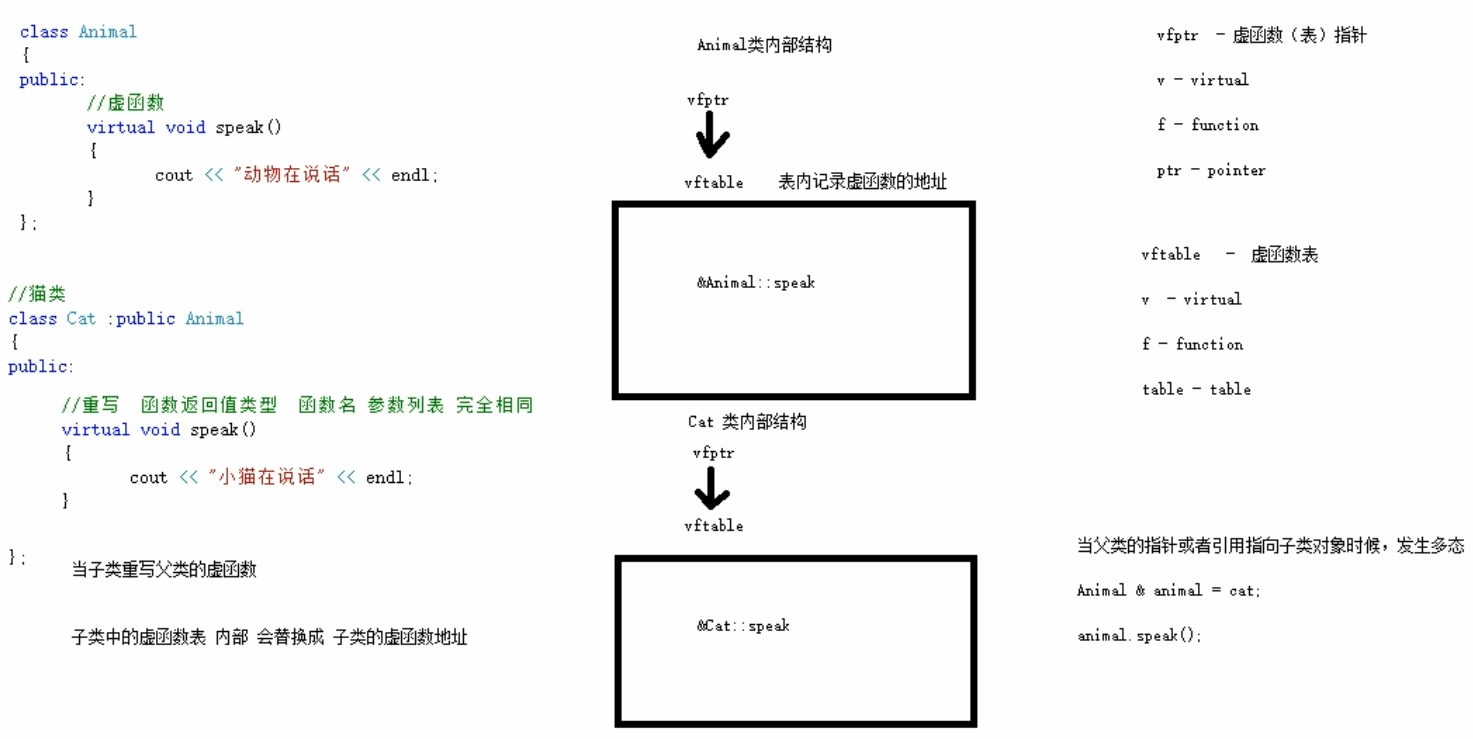 class Animal
{
public:
//虚函数
virtual void speak()
{
cout << "动物在说话" << endl;
}
};
//猫类
class Cat :public Animal
{
public:
//重写 函数返回值类型 函数名 参数列表 完全相同
virtual void speak()
{
cout << "小猫在说话" << endl;
}
};
当子类重写父类的虚函数
子类中的虚函数表 内部 会替换成 子类的虚函数地址
Animal类内部结构
vfptr
vftable 表内记录虚函数的地址
&Animal::speak
Cat 类内部结构
vfptr
vftable
&Cat::speak
vfptr - 虚函数（表）指针
v - virtual
f - function
ptr - pointer
vftable - 虚函数表
v - virtual
f - function
table - table
当父类的指针或者引用指向子类对象时候，发生多态
Animal & animal = cat;
animal.speak();